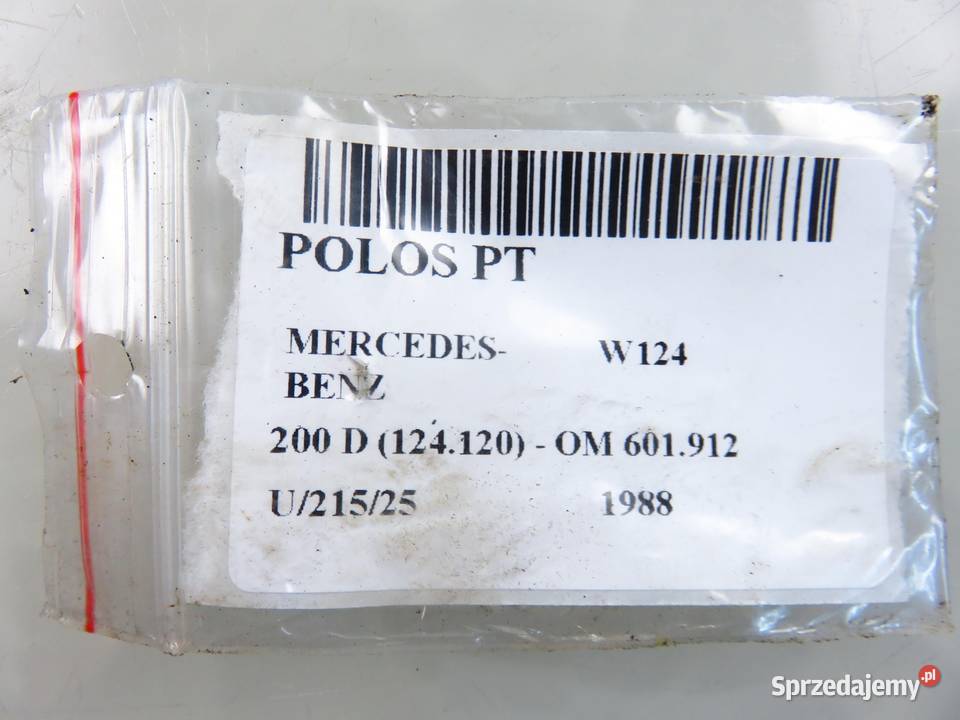 POLOS PT
MERCEDES- W124
BENZ
200 D (124.120) - OM 601.912
U/215/25 1988
Sprzedajemy.pl